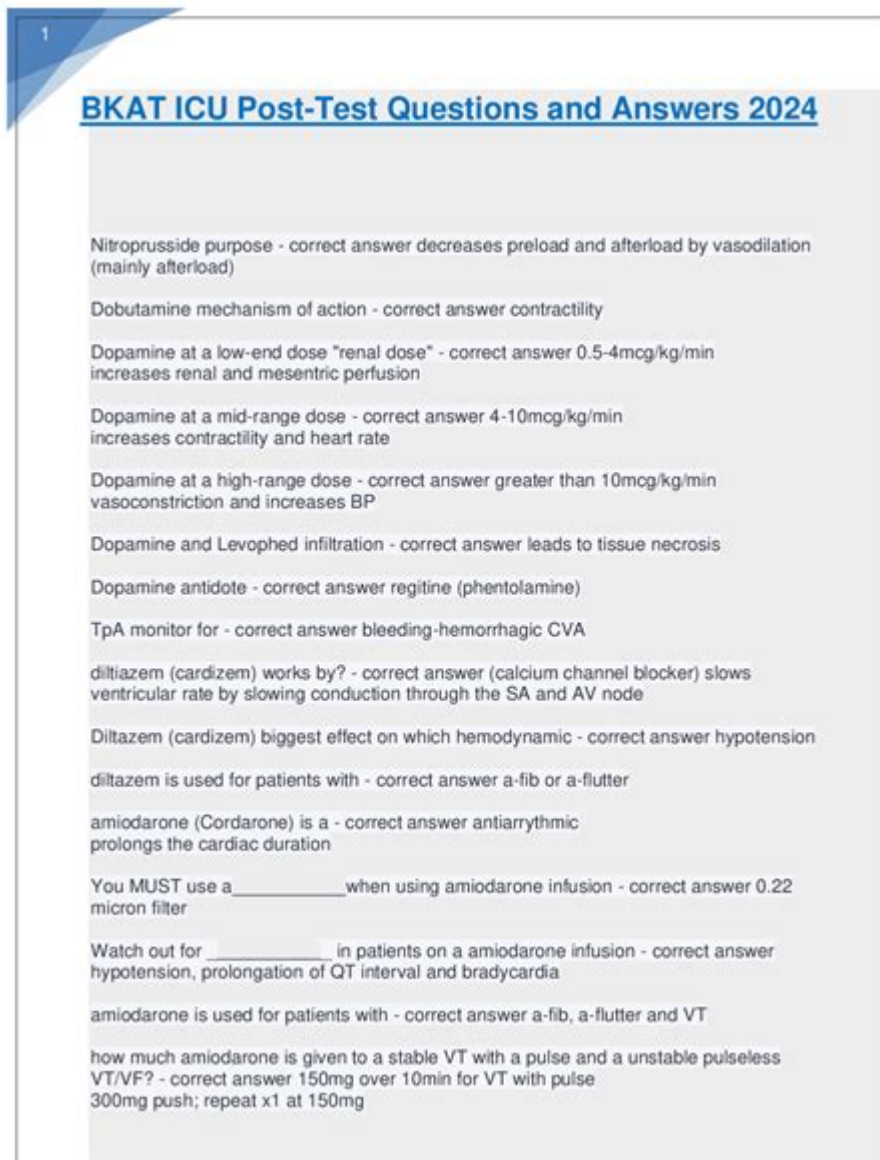 1
BKAT ICU Post-Test Questions and Answers 2024
Nitroprusside purpose - correct answer decreases preload and afterload by vasodilation
(mainly afterload)
Dobutamine mechanism of action - correct answer contractility
Dopamine at a low-end dose "renal dose" - correct answer 0.5-4mcg/kg/min
increases renal and mesentric perfusion
Dopamine at a mid-range dose - correct answer 4-10mcg/kg/min
increases contractility and heart rate
Dopamine at a high-range dose - correct answer greater than 10mcg/kg/min
vasoconstriction and increases BP
Dopamine and Levophed infiltration - correct answer leads to tissue necrosis
Dopamine antidote - correct answer regitine (phentolamine)
TpA monitor for - correct answer bleeding-hemorrhagic CVA
diltiazem (cardizem) works by? - correct answer (calcium channel blocker) slows
ventricular rate by slowing conduction through the SA and AV node
Diltazem (cardizem) biggest effect on which hemodynamic - correct answer hypotension
diltazem is used for patients with - correct answer a-fib or a-flutter
amiodarone (Cordarone) is a - correct answer antiarrythmic
prolongs the cardiac duration
You MUST use a___________when using amiodarone infusion - correct answer 0.22
micron filter
Watch out for ____________ in patients on a amiodarone infusion - correct answer
hypotension, prolongation of QT interval and bradycardia
amiodarone is used for patients with - correct answer a-fib, a-flutter and VT
how much amiodarone is given to a stable VT with a pulse and a unstable pulseless
VT/VF? - correct answer 150mg over 10min for VT with pulse
300mg push; repeat x1 at 150mg